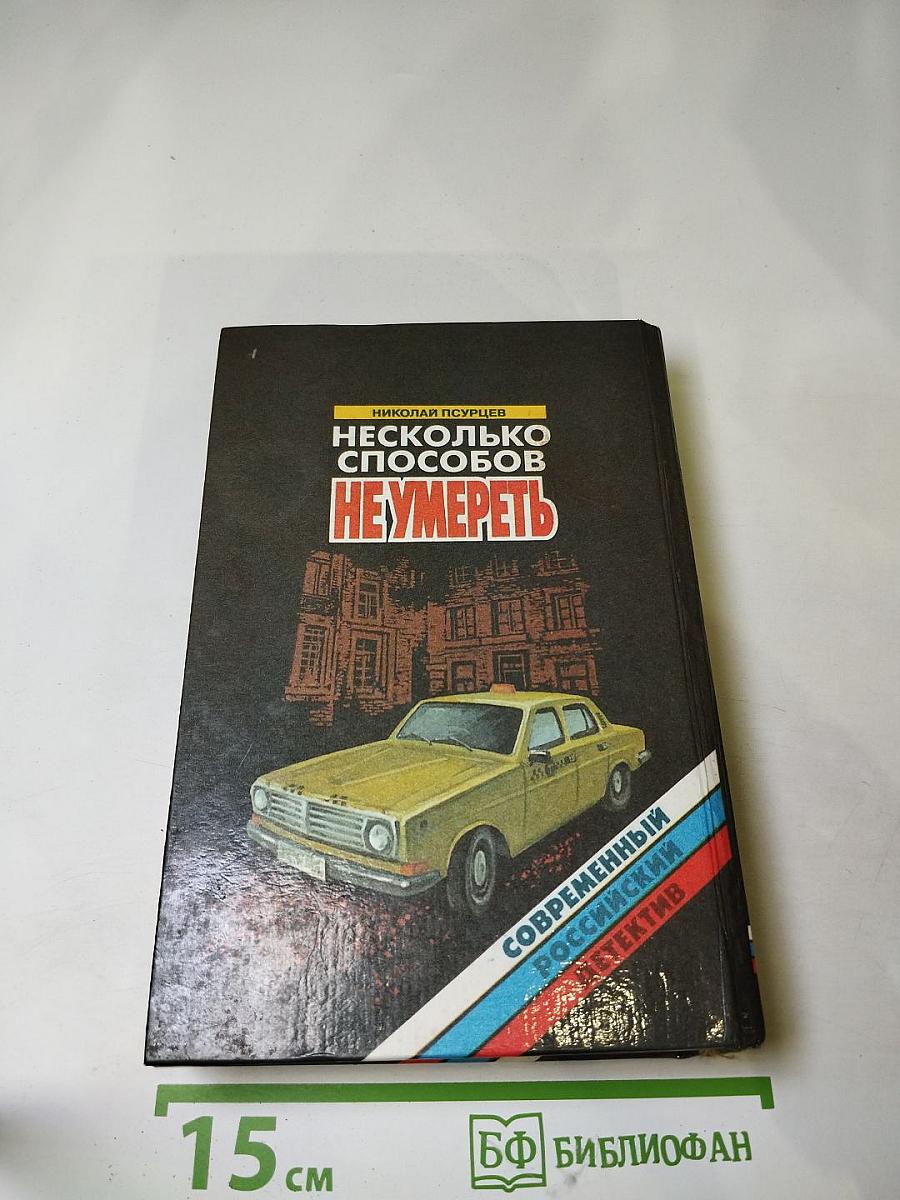 НИКОЛАЙ ПСУРЦЕВ
НЕСКОЛЬКО
СПОСОБОВ
НЕ УМЕРЕТЬ
СОВРЕМЕННЫЙ
РОССИЙСКИЙ
ДЕТЕКТИВ
15 см
БФ БИБЛИОФАН